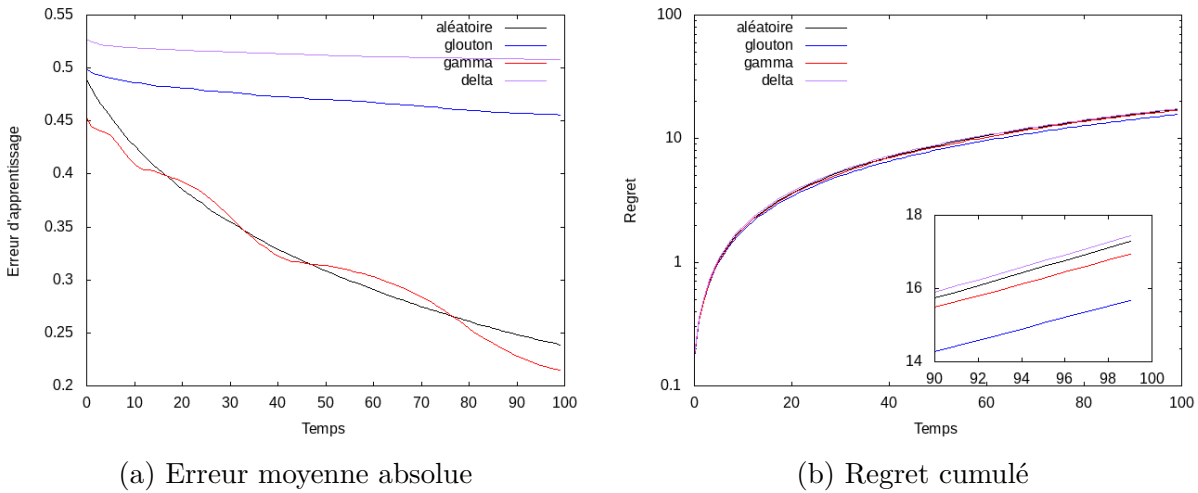 0.55
0.5
0.45
0.4
0.35
0.3
0.25
0.2
0 10 20 30 40 50 60 70 80 90 100
Erreur d'apprentissage
Temps
aléatoire
glouton
gamma
delta
(a) Erreur moyenne absolue
100
10
1
0.1
0 20 40 60 80 100
Regret
Temps
aléatoire
glouton
gamma
delta
18
16
14
90 92 94 96 98 100
(b) Regret cumulé